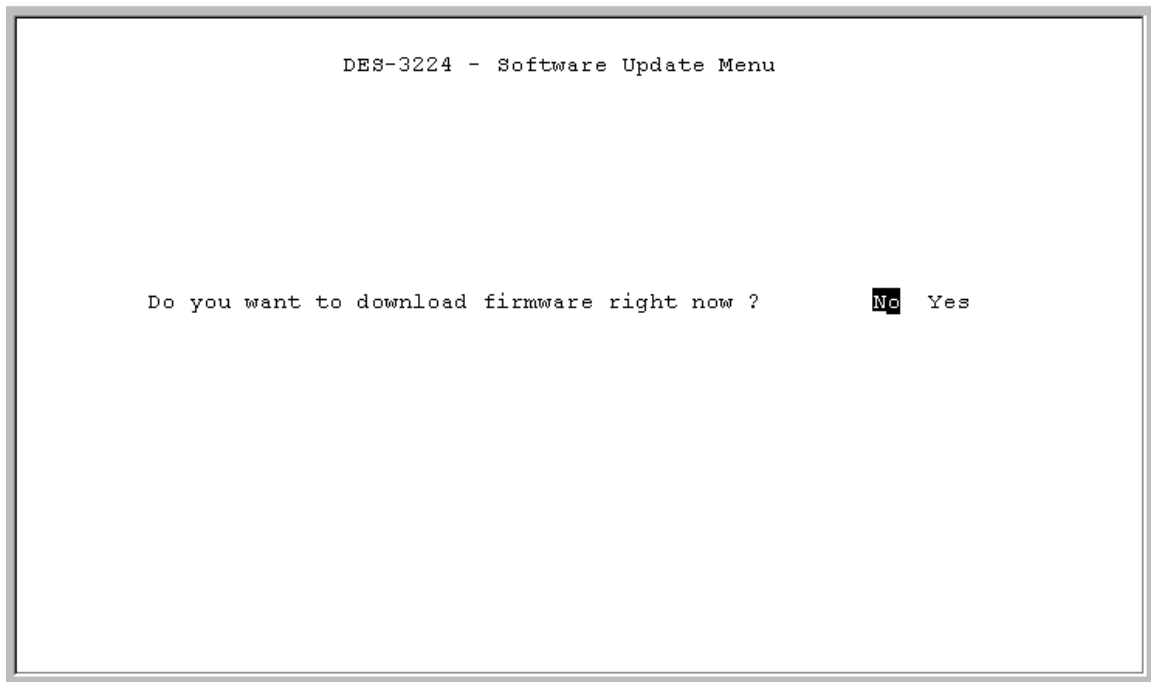 DES-3224 - Software Update Menu
Do you want to download firmware right now ? No Yes